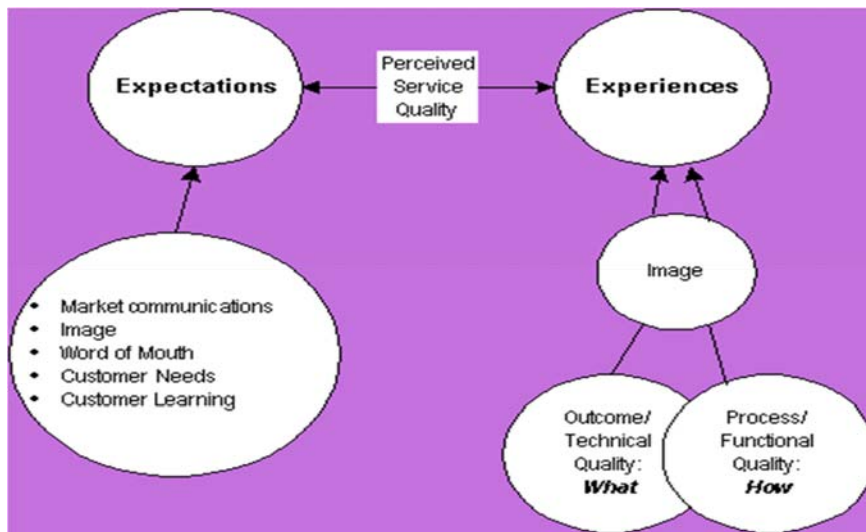 Expectations
Perceived
Service
Quality
Experiences
• Market communications
• Image
• Word of Mouth
• Customer Needs
• Customer Learning
Image
Outcome/
Technical
Quality:
What
Process/
Functional
Quality:
How